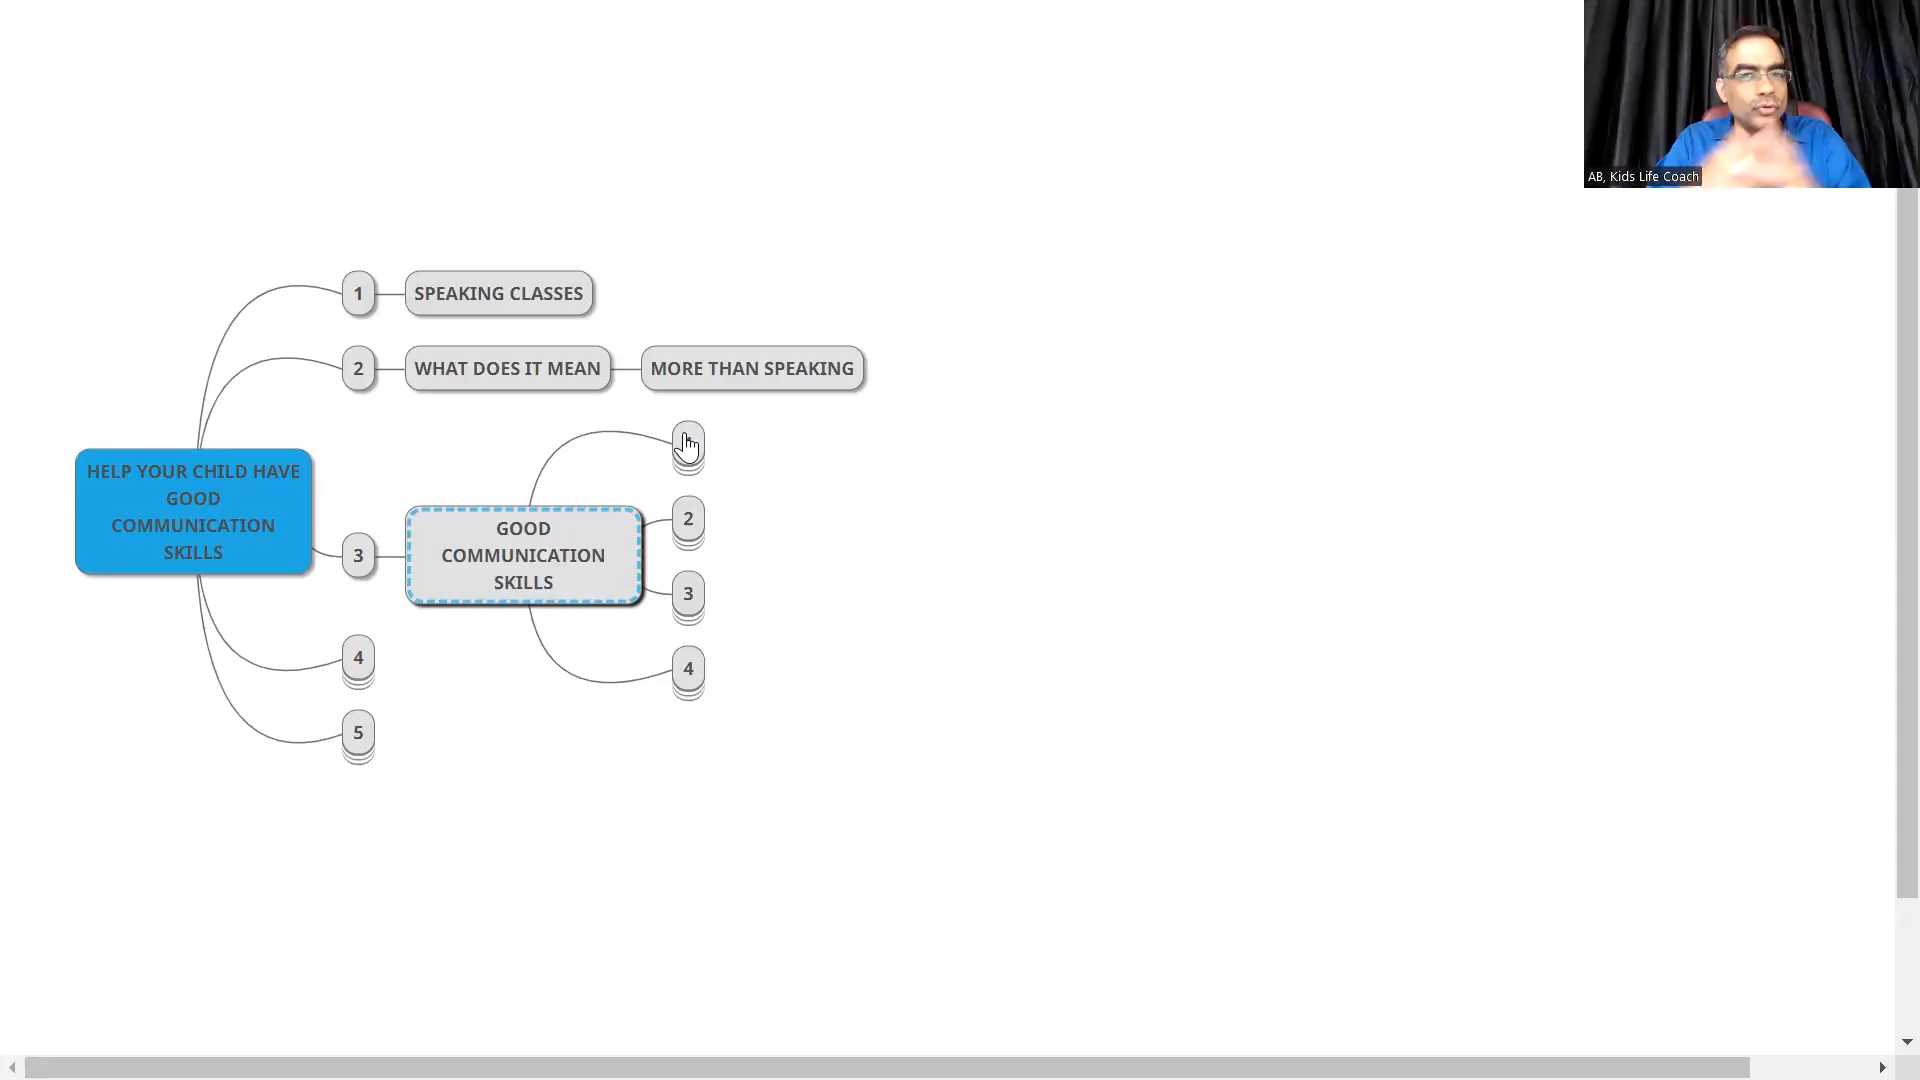 AB, Kids Life Coach
1
SPEAKING CLASSES
2
WHAT DOES IT MEAN
MORE THAN SPEAKING
HELP YOUR CHILD HAVE
GOOD
COMMUNICATION
SKILLS
3
GOOD
COMMUNICATION
SKILLS
2
3
4
4
5